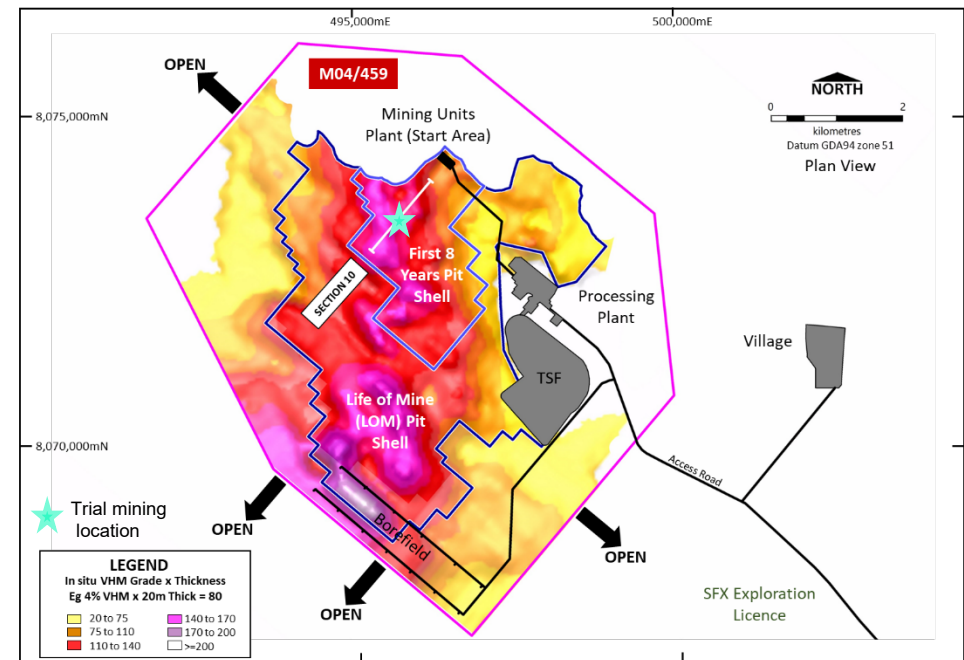 495,000mE
500,000mE
OPEN
M04/459
NORTH
0 2
kilometres
Datum GDA94 zone 51
Plan View
8,075,000mN
Mining Units
Plant (Start Area)
First 8
Years Pit
Shell
SECTION 10
Processing
Plant
Village
TSF
Life of Mine
(LOM) Pit
Shell
8,070,000mN
Access Road
Trial mining
location
OPEN
Borefield
OPEN
OPEN
LEGEND
In situ VHM Grade x Thickness
Eg 4% VHM x 20m Thick = 80
20 to 75
140 to 170
75 to 110
170 to 200
110 to 140
>=200
SFX Exploration
Licence